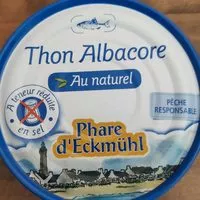 Thon Albacore
Au naturel
A teneur réduite
en sel
PÊCHE
RESPONSABLE
Phare
d'Eckmühl